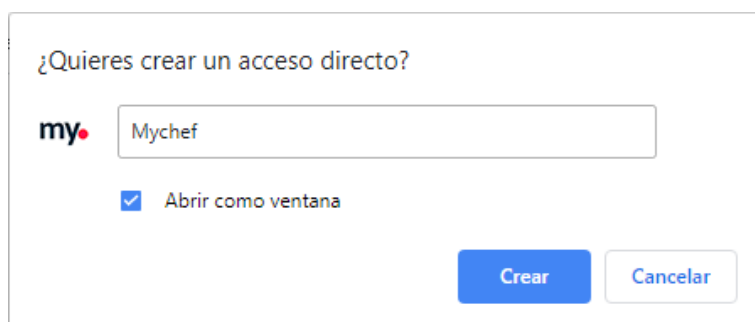 ¿Quieres crear un acceso directo?
my.
Mychef
Abrir como ventana
Crear
Cancelar